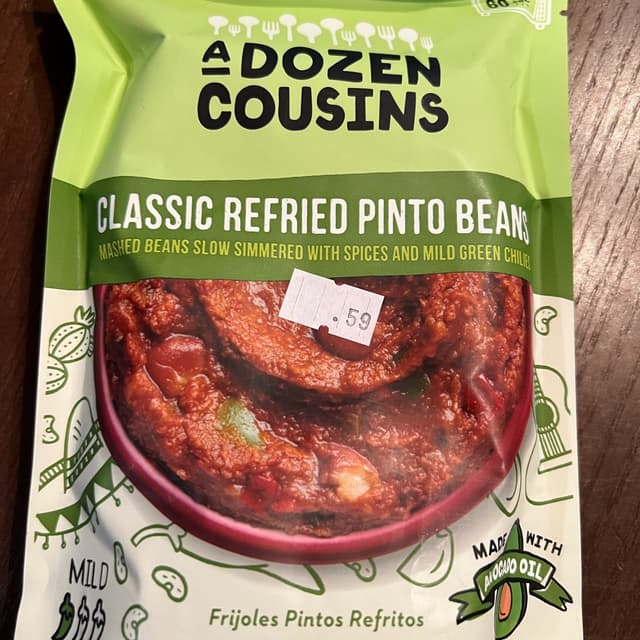 60
A DOZEN
COUSINS
CLASSIC REFRIED PINTO BEANS
MASHED BEANS SLOW SIMMERED WITH SPICES AND MILD GREEN CHILIES
.59
MILD
MADE WITH
AVOCADO OIL
Frijoles Pintos Refritos